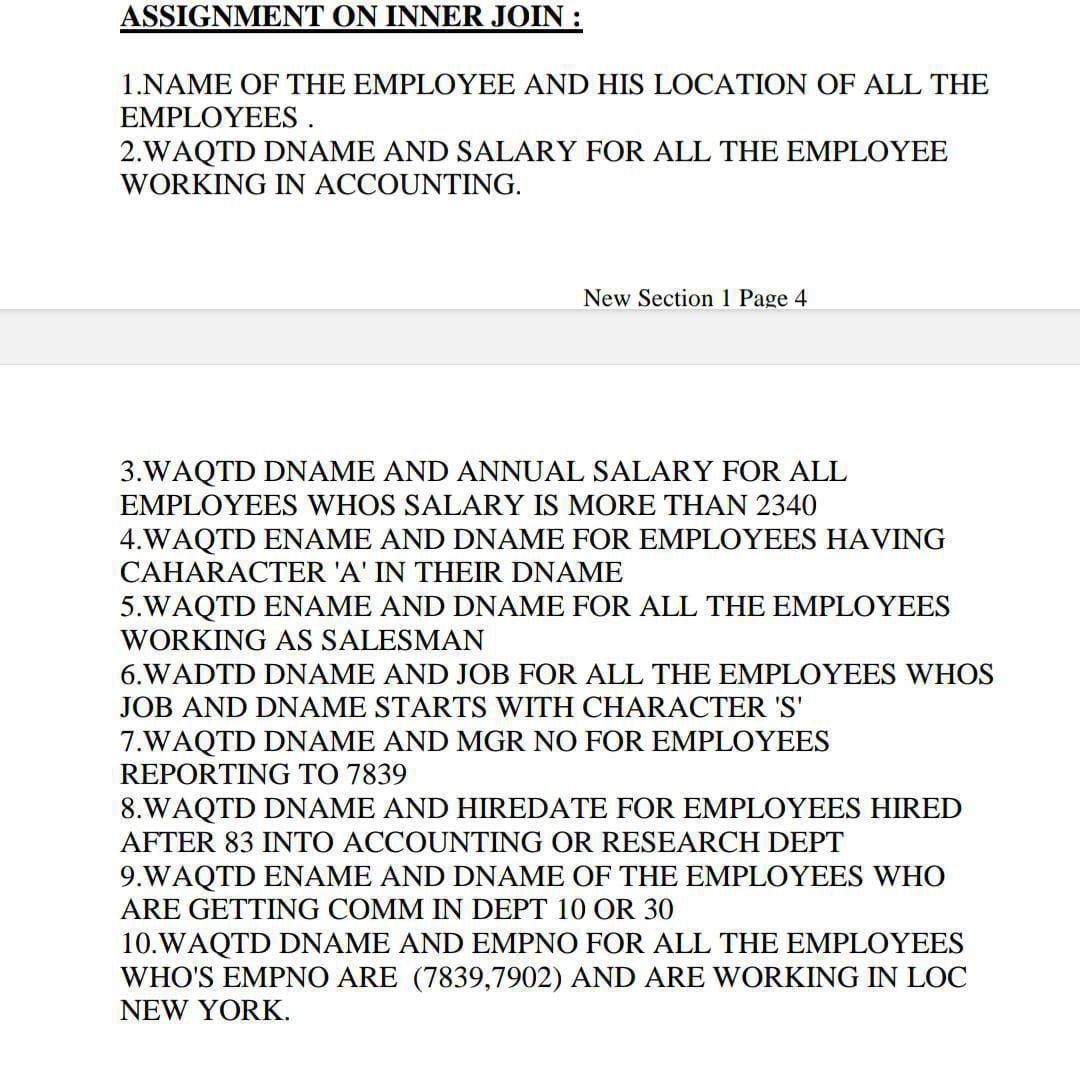 ASSIGNMENT ON INNER JOIN :
1.NAME OF THE EMPLOYEE AND HIS LOCATION OF ALL THE
EMPLOYEES .
2.WAQTD DNAME AND SALARY FOR ALL THE EMPLOYEE
WORKING IN ACCOUNTING.
New Section 1 Page 4
3.WAQTD DNAME AND ANNUAL SALARY FOR ALL
EMPLOYEES WHOS SALARY IS MORE THAN 2340
4.WAQTD ENAME AND DNAME FOR EMPLOYEES HAVING
CAHARACTER 'A' IN THEIR DNAME
5.WAQTD ENAME AND DNAME FOR ALL THE EMPLOYEES
WORKING AS SALESMAN
6.WADTD DNAME AND JOB FOR ALL THE EMPLOYEES WHOS
JOB AND DNAME STARTS WITH CHARACTER 'S'
7.WAQTD DNAME AND MGR NO FOR EMPLOYEES
REPORTING TO 7839
8.WAQTD DNAME AND HIREDATE FOR EMPLOYEES HIRED
AFTER 83 INTO ACCOUNTING OR RESEARCH DEPT
9.WAQTD ENAME AND DNAME OF THE EMPLOYEES WHO
ARE GETTING COMM IN DEPT 10 OR 30
10.WAQTD DNAME AND EMPNO FOR ALL THE EMPLOYEES
WHO'S EMPNO ARE  (7839,7902) AND ARE WORKING IN LOC
NEW YORK.